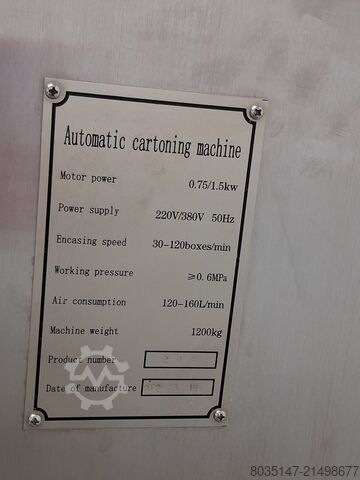 Automatic cartoning machine
Motor power 0.75/1.5kw
Power supply 220V/380V 50Hz
Encasing speed 30-120boxes/min
Working pressure ≥0.6MPa
Air consumption 120-160L/min
Machine weight 1200kg
Product number
Date of manufacture
8035147-21498677